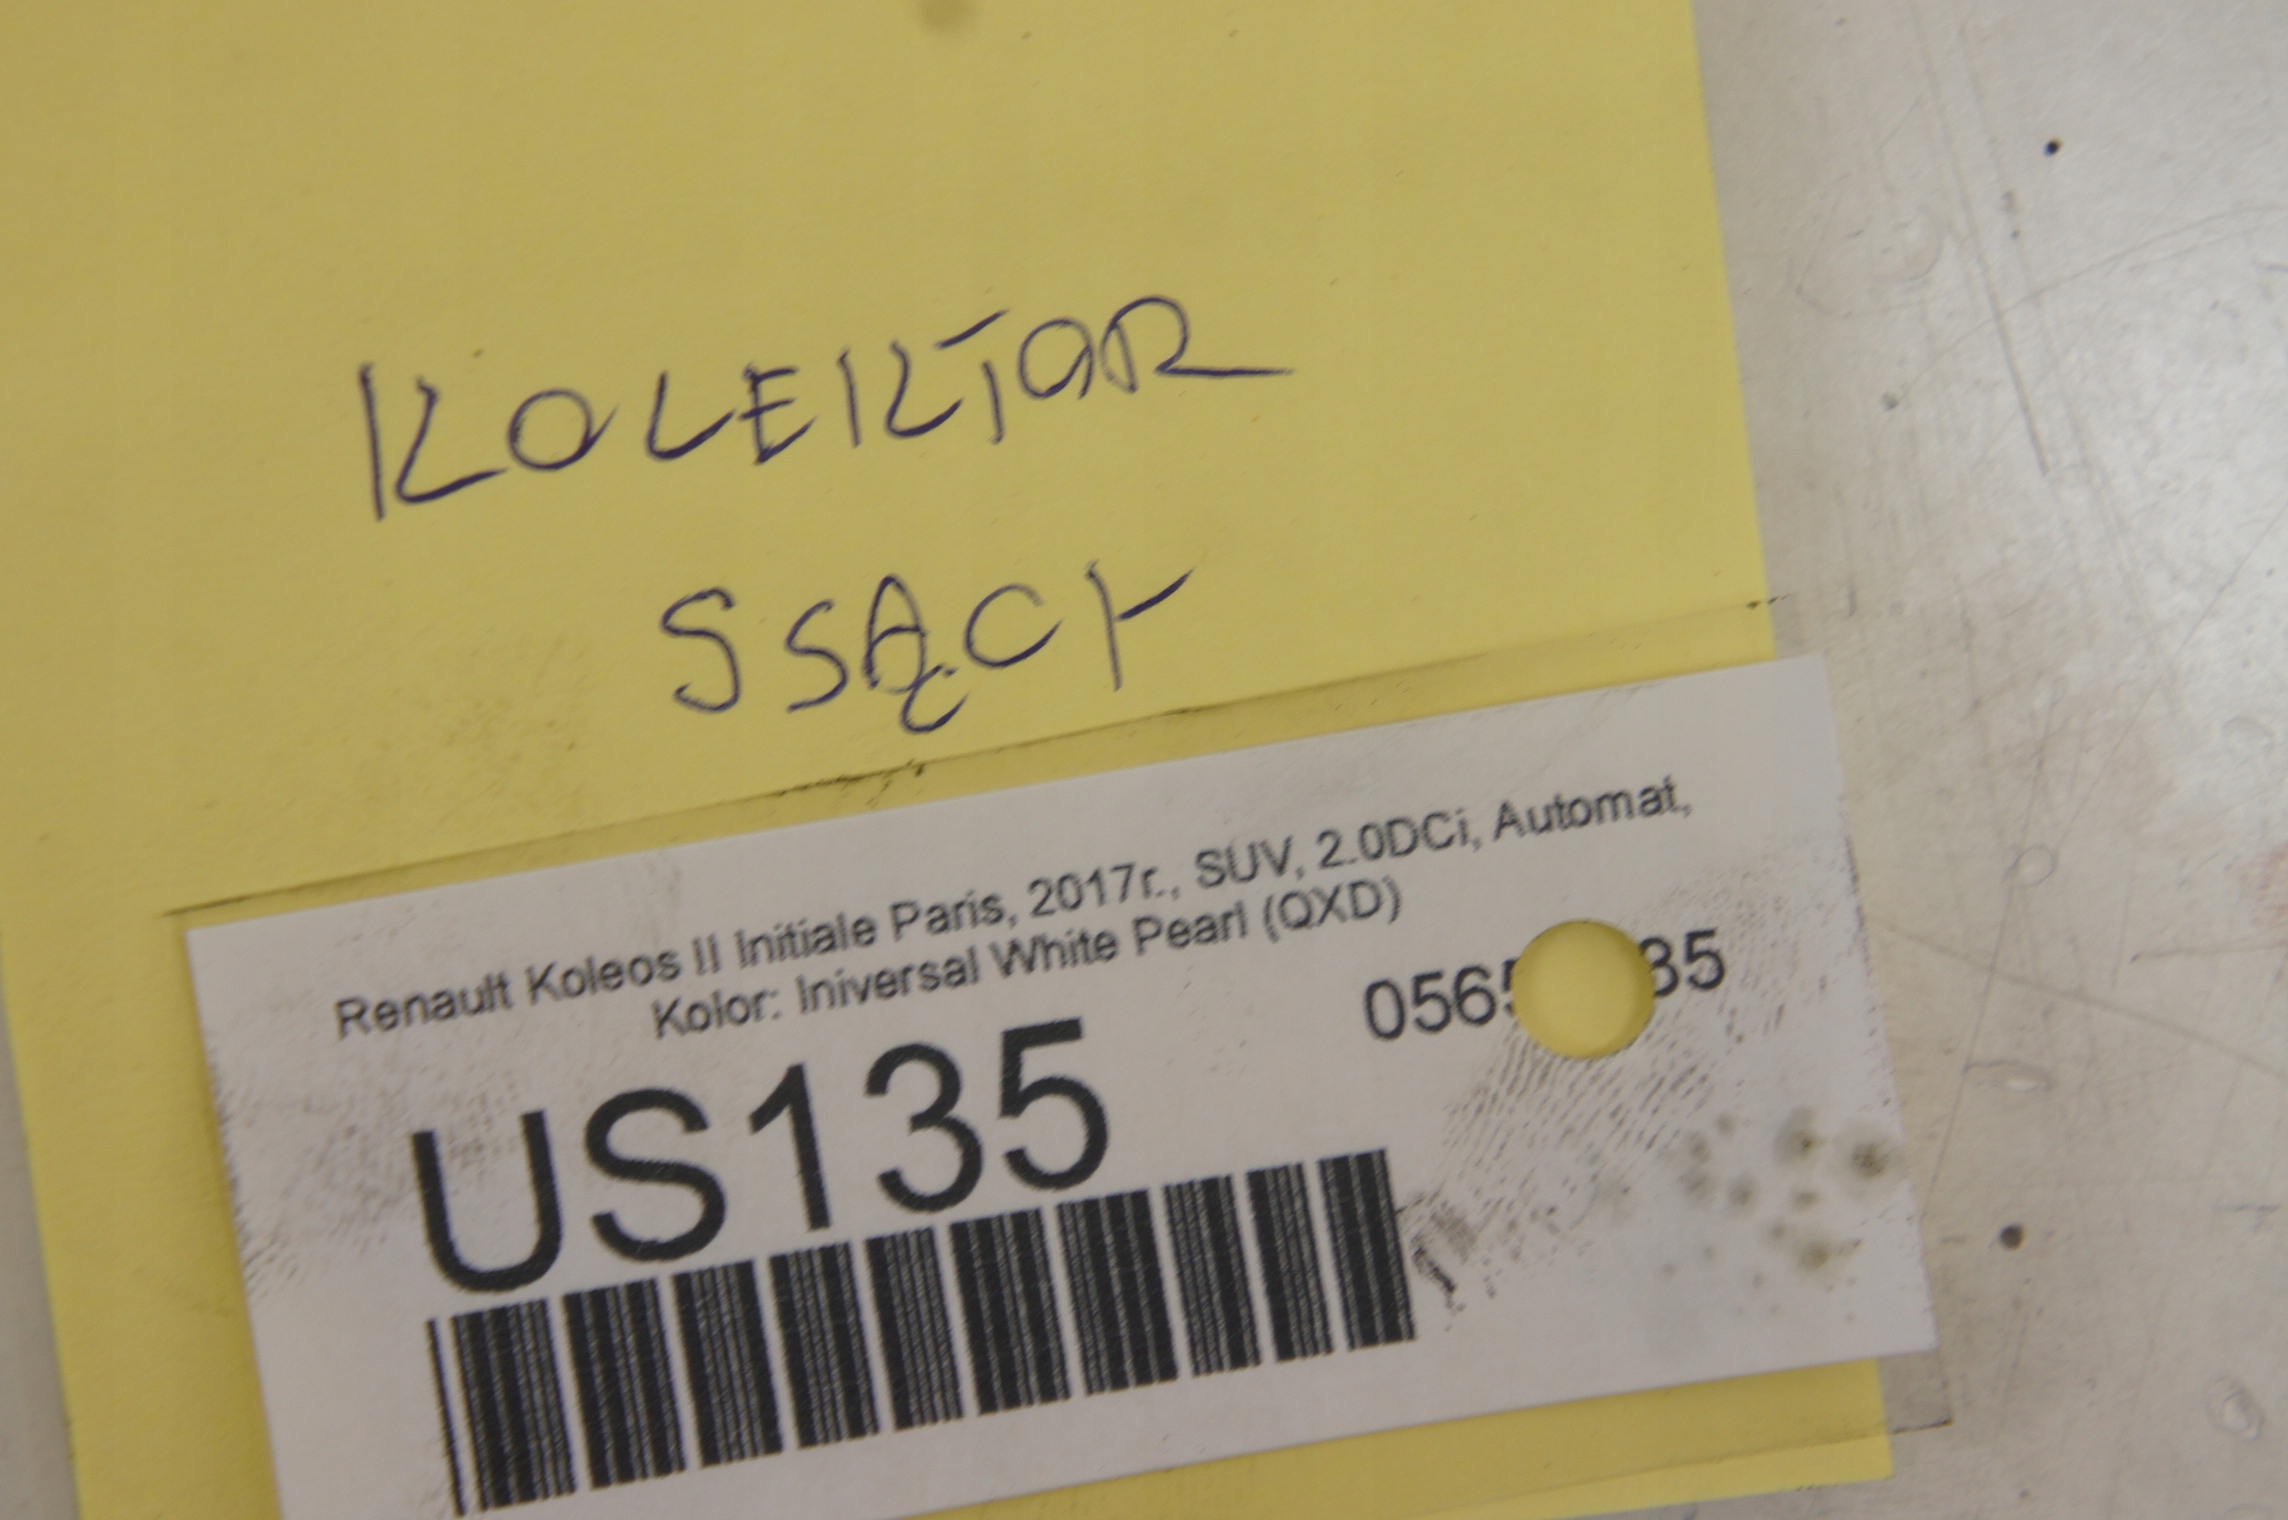 KOLEKTOR
SSĄCY
Renault Koleos II Initiale Paris, 2017r., SUV, 2.0DCi, Automat,
Kolor: Iniversal White Pearl (QXD)
US135